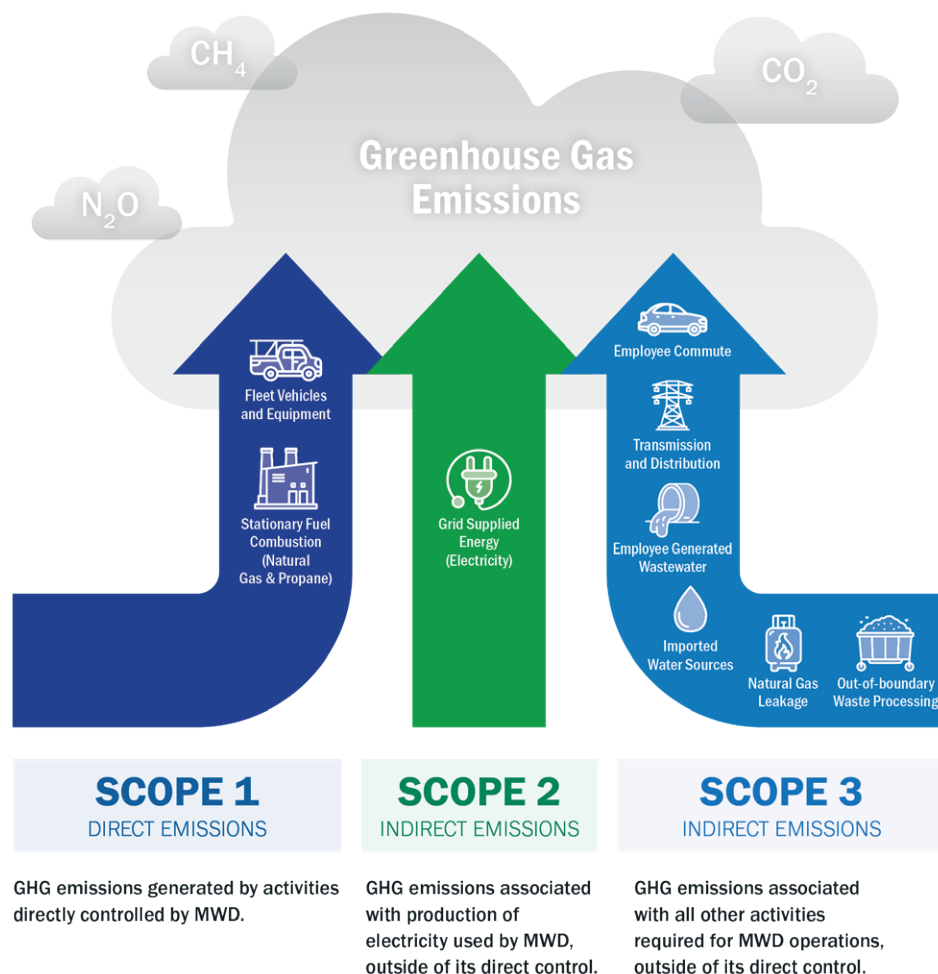 CH₄
CO₂
N₂O
Greenhouse Gas
Emissions
Fleet Vehicles
and Equipment
Stationary Fuel
Combustion
(Natural
Gas & Propane)
Grid Supplied
Energy
(Electricity)
Employee Commute
Transmission
and Distribution
Employee Generated
Wastewater
Imported
Water Sources
Natural Gas
Leakage
Out-of-boundary
Waste Processing
SCOPE 1
DIRECT EMISSIONS
GHG emissions generated by activities
directly controlled by MWD.
SCOPE 2
INDIRECT EMISSIONS
GHG emissions associated
with production of
electricity used by MWD,
outside of its direct control.
SCOPE 3
INDIRECT EMISSIONS
GHG emissions associated
with all other activities
required for MWD operations,
outside of its direct control.